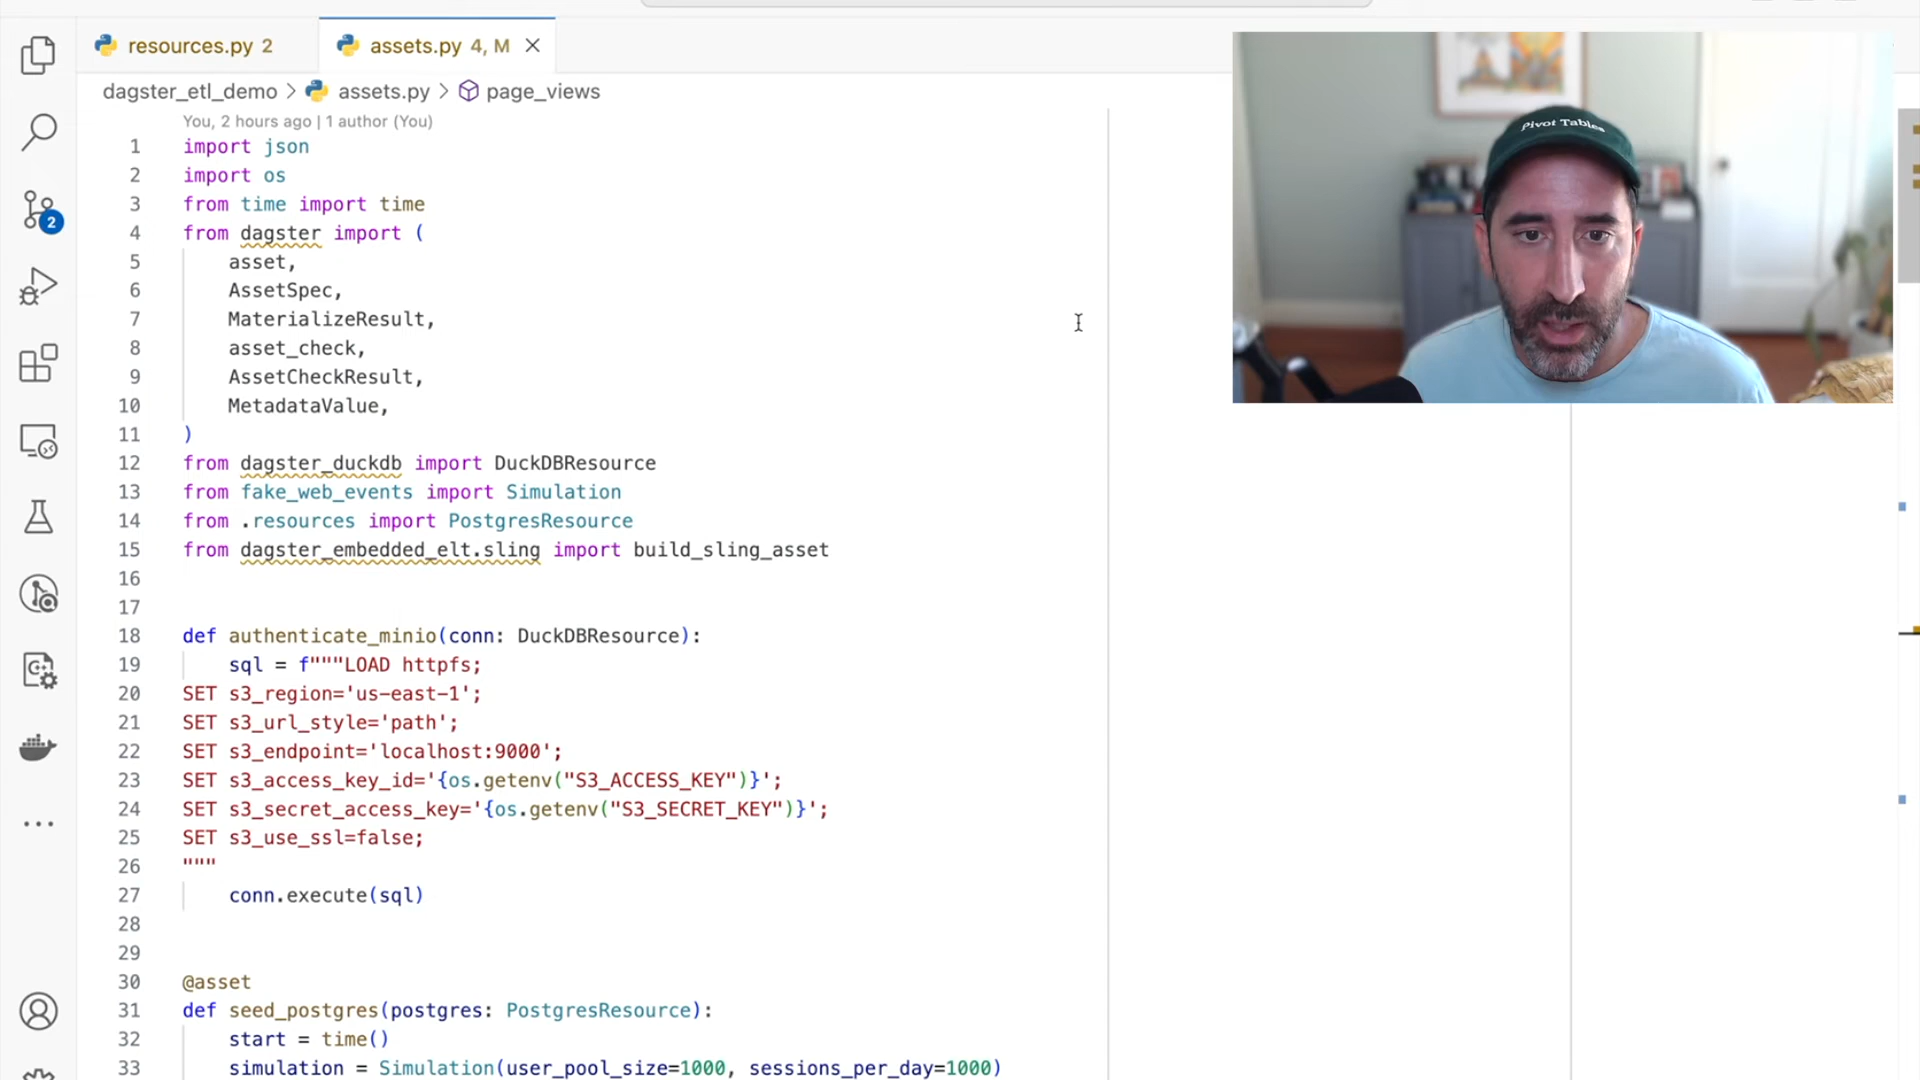 resources.py 2
assets.py 4, M
dagster_etl_demo > assets.py > page_views
You, 2 hours ago | 1 author (You)
1 import json
2 import os
3 from time import time
4 from dagster import (
5 asset,
6 AssetSpec,
7 MaterializeResult,
8 asset_check,
9 AssetCheckResult,
10 MetadataValue,
11 )
12 from dagster_duckdb import DuckDBResource
13 from fake_web_events import Simulation
14 from .resources import PostgresResource
15 from dagster_embedded_elt.sling import build_sling_asset
16
17
18 def authenticate_minio(conn: DuckDBResource):
19 sql = f"""LOAD httpfs;
20 SET s3_region='us-east-1';
21 SET s3_url_style='path';
22 SET s3_endpoint='localhost:9000';
23 SET s3_access_key_id='{os.getenv("S3_ACCESS_KEY")}';
24 SET s3_secret_access_key='{os.getenv("S3_SECRET_KEY")}';
25 SET s3_use_ssl=false;
26 """
27 conn.execute(sql)
28
29
30 @asset
31 def seed_postgres(postgres: PostgresResource):
32 start = time()
33 simulation = Simulation(user_pool_size=1000, sessions_per_day=1000)
2
Pivot Tables